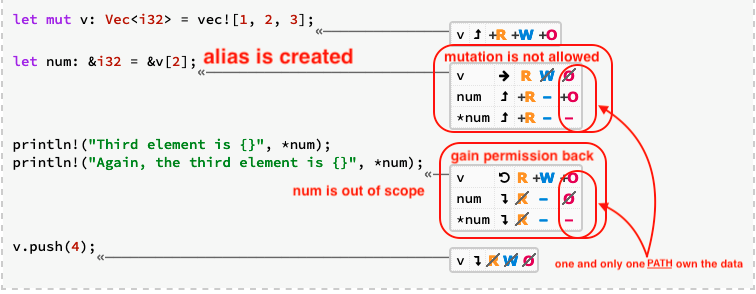 let mut v: Vec<i32> = vec![1, 2, 3];
«
v ↥ +R +W +O
let num: &i32 = &v[2];
alias is created
«
mutation is not allowed
v → R W O
num ↥ +R – +O
*num ↥ +R – –
println!("Third element is {}", *num);
println!("Again, the third element is {}", *num);
«
gain permission back
num is out of scope
v ↻ R +W +O
num ↧ R – O
*num ↧ R – –
v.push(4);
«
v ↧ R W O
one and only one PATH own the data